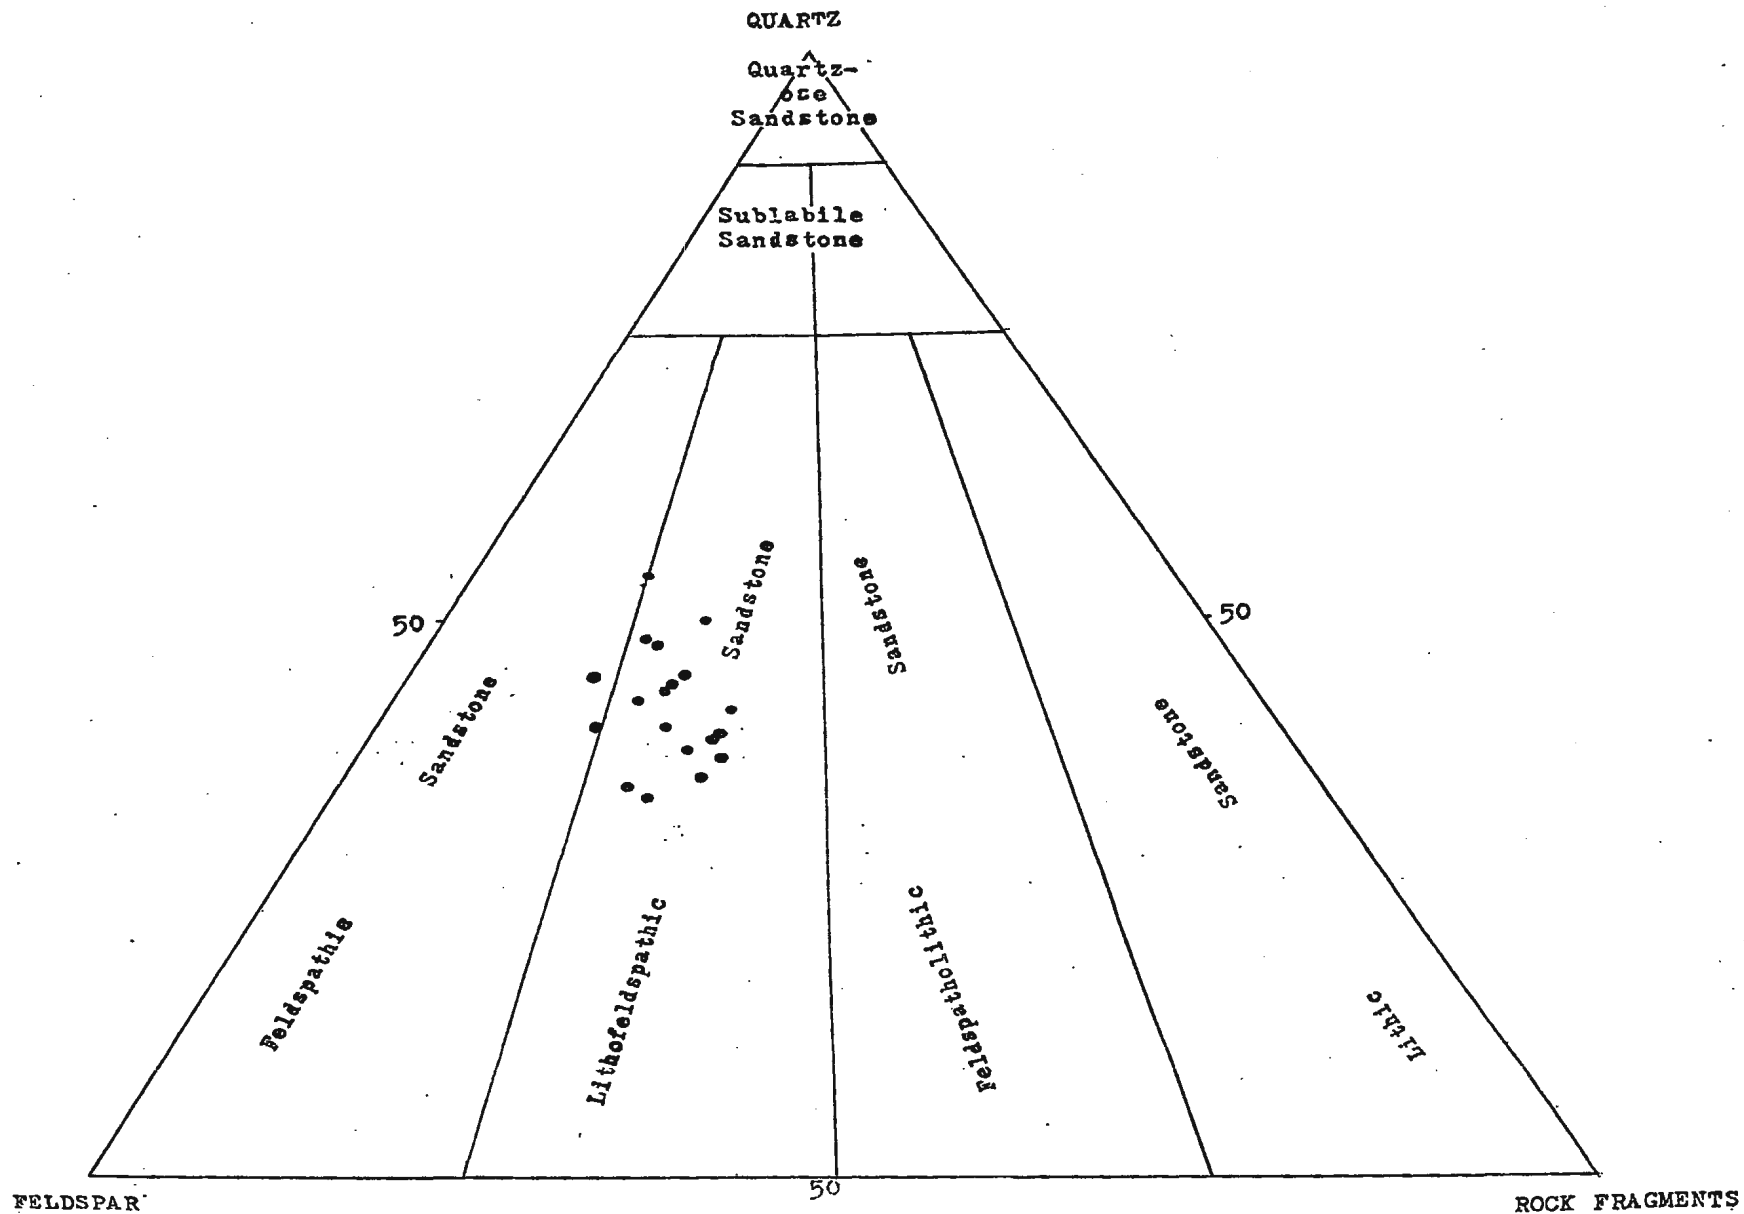 QUARTZ
Quartz-
ose
Sandstone
Sublabile
Sandstone
50
50
Sandstone
Sandstone
Sandstone
Sandstone
Feldspathic
Lithofeldspathic
Feldspatholithic
Lithic
50
FELDSPAR
ROCK FRAGMENTS